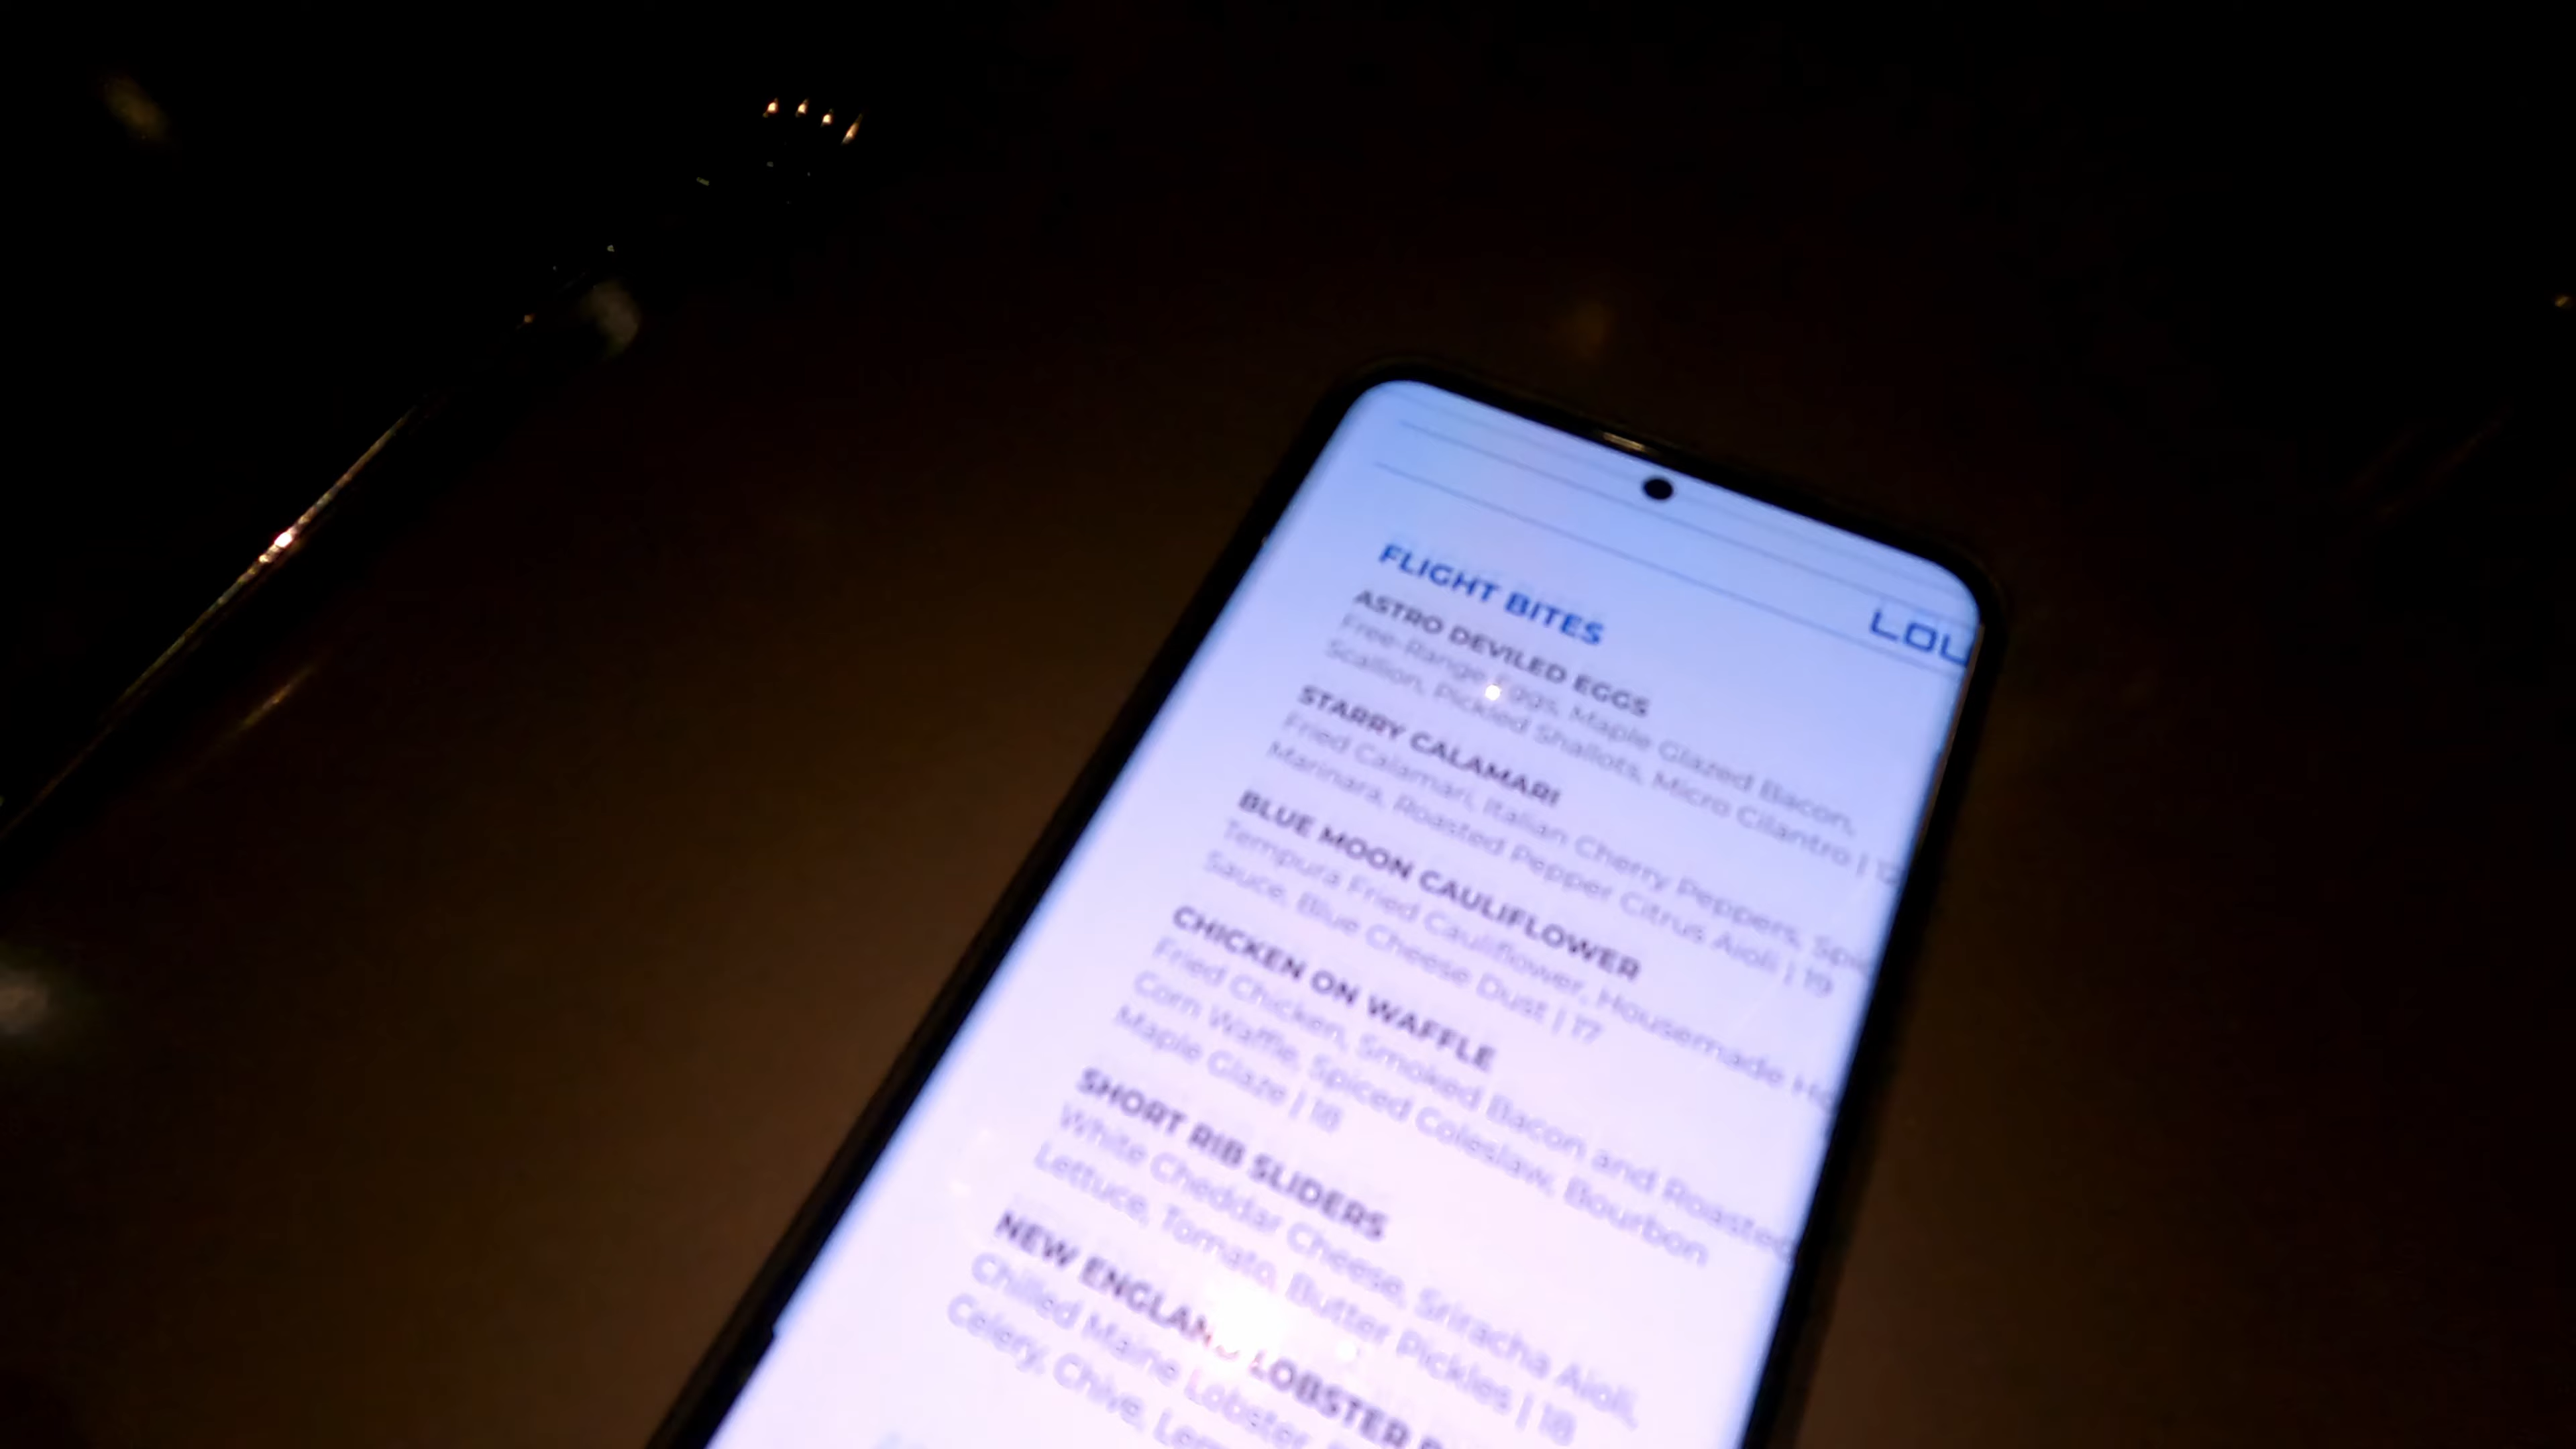 LOU
FLIGHT BITES
ASTRO DEVILED EGGS
Free-Range Eggs, Maple Glazed Bacon,
Scallion, Pickled Shallots, Micro Cilantro | 12
STARRY CALAMARI
Fried Calamari, Italian Cherry Peppers,
Marinara, Roasted Pepper Citrus Aioli | 19
BLUE MOON CAULIFLOWER
Tempura Fried Cauliflower, Housemade
Sauce, Blue Cheese Dust | 17
CHICKEN ON WAFFLE
Fried Chicken, Smoked Bacon and Roasted
Corn Waffle, Spiced Coleslaw, Bourbon
Maple Glaze | 18
SHORT RIB SLIDERS
White Cheddar Cheese, Sriracha Aioli,
Lettuce, Tomato, Butter Pickles | 18
NEW ENGLAND LOBSTER
Chilled Maine Lobster,
Celery, Chive,